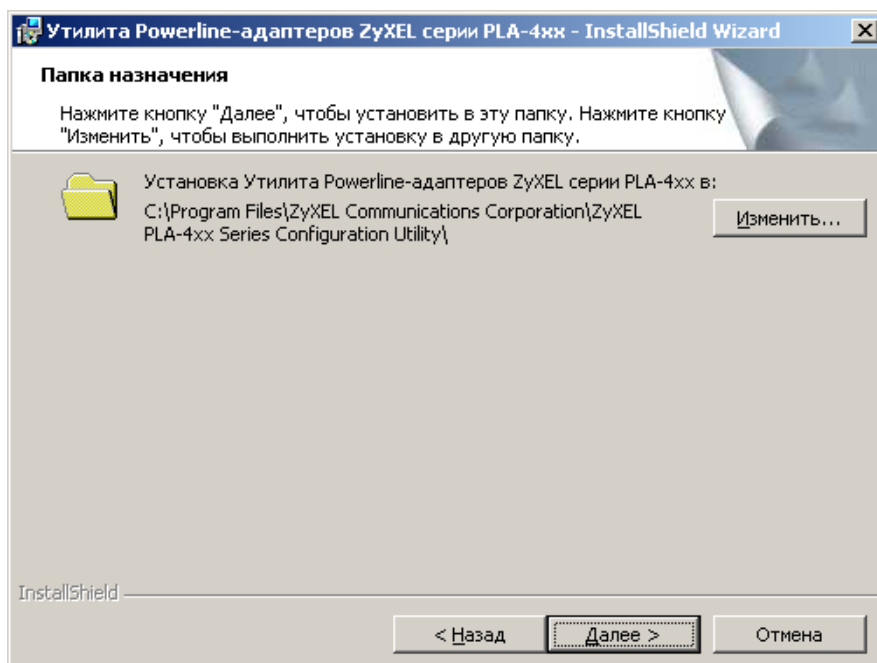 Утилита Powerline-адаптеров ZyXEL серии PLA-4xx - InstallShield Wizard
Папка назначения
Нажмите кнопку "Далее", чтобы установить в эту папку. Нажмите кнопку
"Изменить", чтобы выполнить установку в другую папку.
Установка Утилита Powerline-адаптеров ZyXEL серии PLA-4xx в:
C:\Program Files\ZyXEL Communications Corporation\ZyXEL
PLA-4xx Series Configuration Utility\
Изменить...
InstallShield
< Назад
Далее >
Отмена